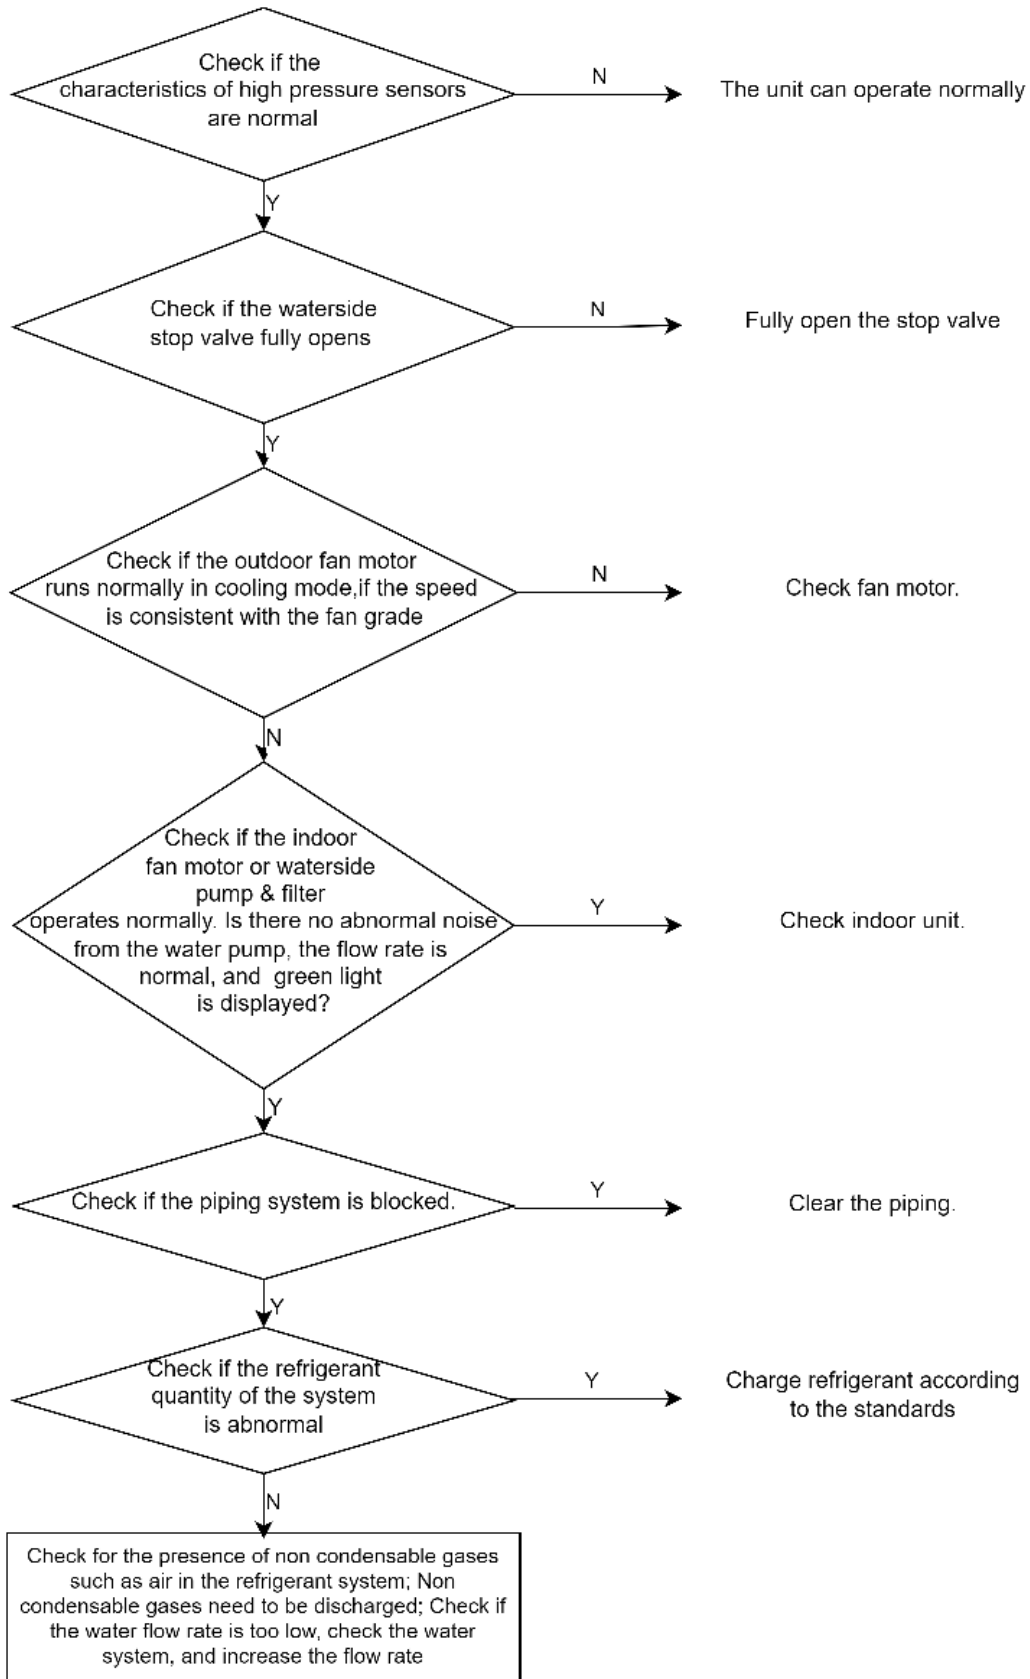 Check if the
characteristics of high pressure sensors
are normal
N
The unit can operate normally
Y
Check if the waterside
stop valve fully opens
N
Fully open the stop valve
Y
Check if the outdoor fan motor
runs normally in cooling mode,if the speed
is consistent with the fan grade
N
Check fan motor.
N
Check if the indoor
fan motor or waterside
pump & filter
operates normally. Is there no abnormal noise
from the water pump, the flow rate is
normal, and green light
is displayed?
Y
Check indoor unit.
Y
Check if the piping system is blocked.
Y
Clear the piping.
Y
Check if the refrigerant
quantity of the system
is abnormal
Y
Charge refrigerant according
to the standards
N
Check for the presence of non condensable gases
such as air in the refrigerant system; Non
condensable gases need to be discharged; Check if
the water flow rate is too low, check the water
system, and increase the flow rate